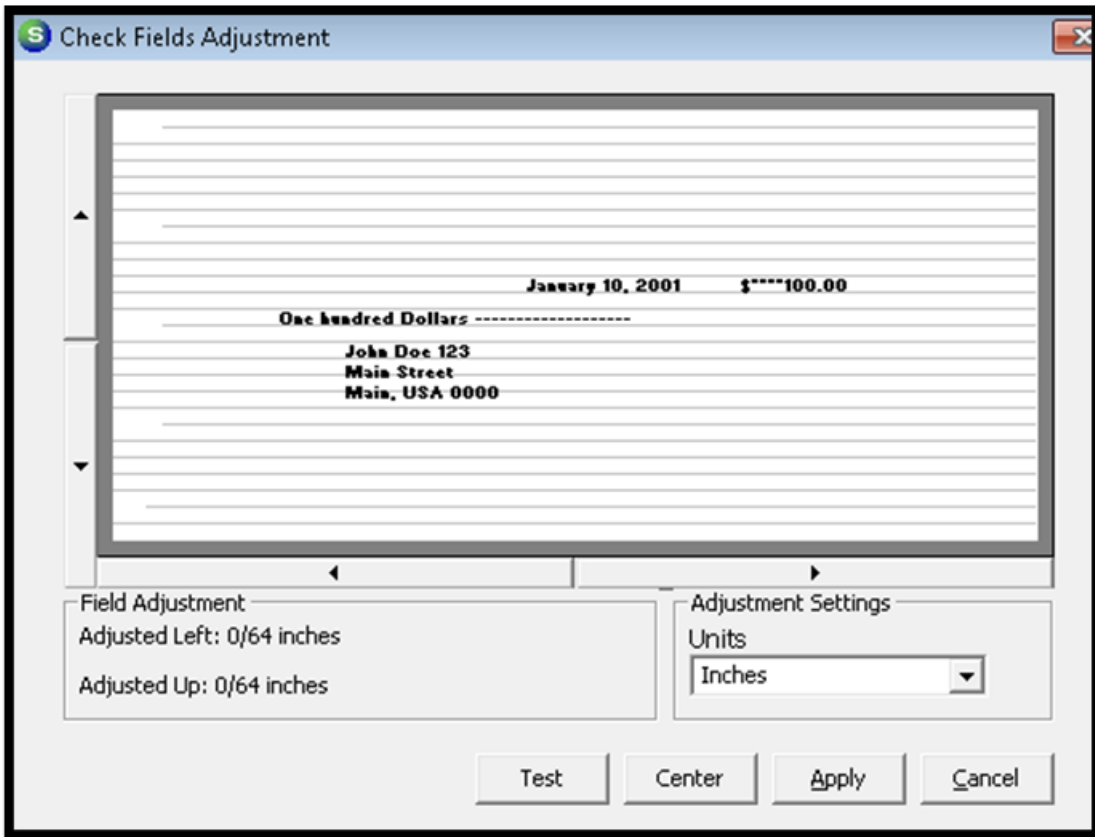 S Check Fields Adjustment
January 10, 2001 $****100.00
One hundred Dollars -------------------
John Doe 123
Main Street
Main, USA 0000
Field Adjustment
Adjusted Left: 0/64 inches
Adjusted Up: 0/64 inches
Adjustment Settings
Units
Inches
Test Center Apply Cancel